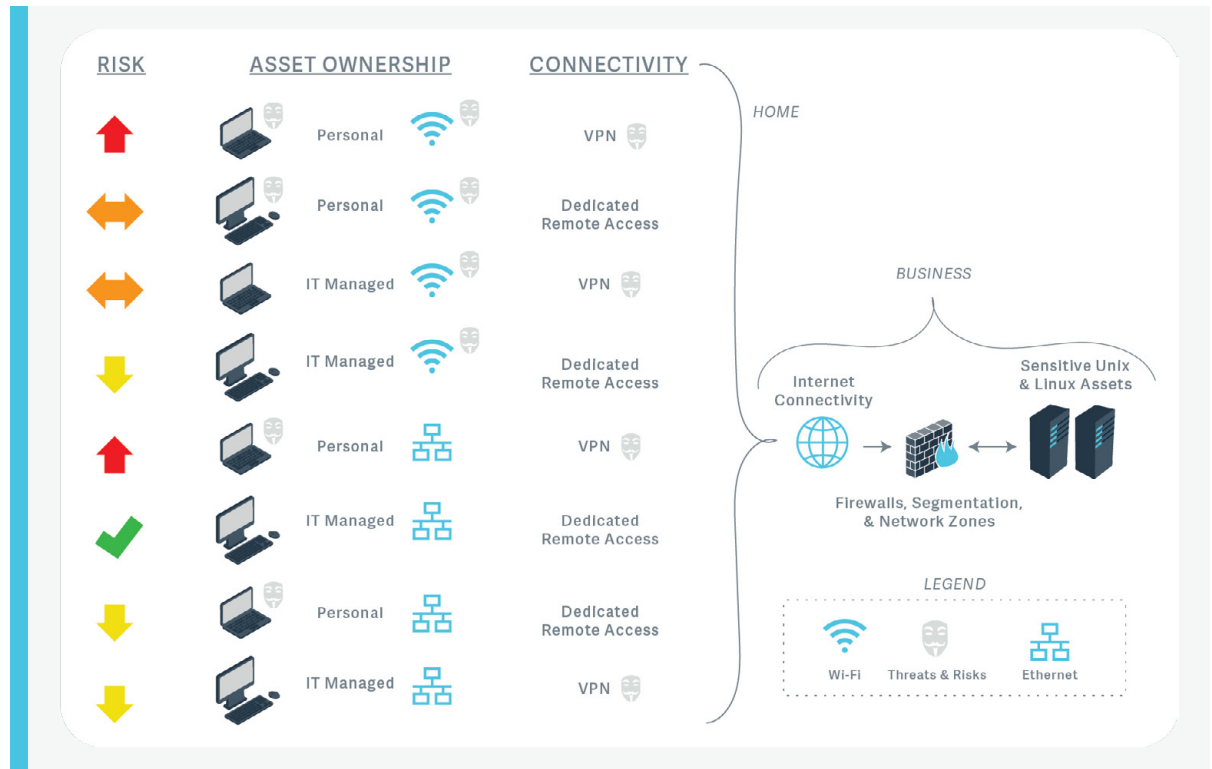 RISK
ASSET OWNERSHIP
CONNECTIVITY
HOME
Personal
VPN
Personal
Dedicated
Remote Access
IT Managed
VPN
IT Managed
Dedicated
Remote Access
Personal
VPN
IT Managed
Dedicated
Remote Access
Personal
Dedicated
Remote Access
IT Managed
VPN
BUSINESS
Internet
Connectivity
Sensitive Unix
& Linux Assets
Firewalls, Segmentation,
& Network Zones
LEGEND
Wi-Fi
Threats & Risks
Ethernet